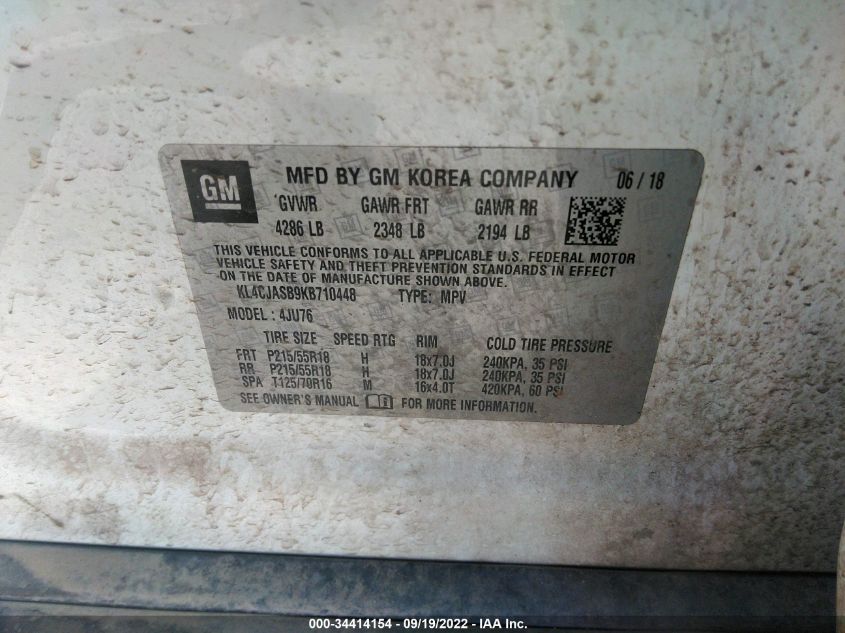 GM MFD BY GM KOREA COMPANY 06 / 18
GVWR GAWR FRT GAWR RR
4286 LB 2348 LB 2194 LB
THIS VEHICLE CONFORMS TO ALL APPLICABLE U.S. FEDERAL MOTOR
VEHICLE SAFETY AND THEFT PREVENTION STANDARDS IN EFFECT
ON THE DATE OF MANUFACTURE SHOWN ABOVE.
KL4CJASB9KB710448 TYPE: MPV
MODEL : 4JU76
TIRE SIZE SPEED RTG RIM COLD TIRE PRESSURE
FRT P215/55R18 H 18x7.0J 240KPA, 35 PSI
RR P215/55R18 H 18x7.0J 240KPA, 35 PSI
SPA T125/70R16 M 16x4.0T 420KPA, 60 PSI
SEE OWNER'S MANUAL FOR MORE INFORMATION.
000-34414154 - 09/19/2022 - IAA Inc.